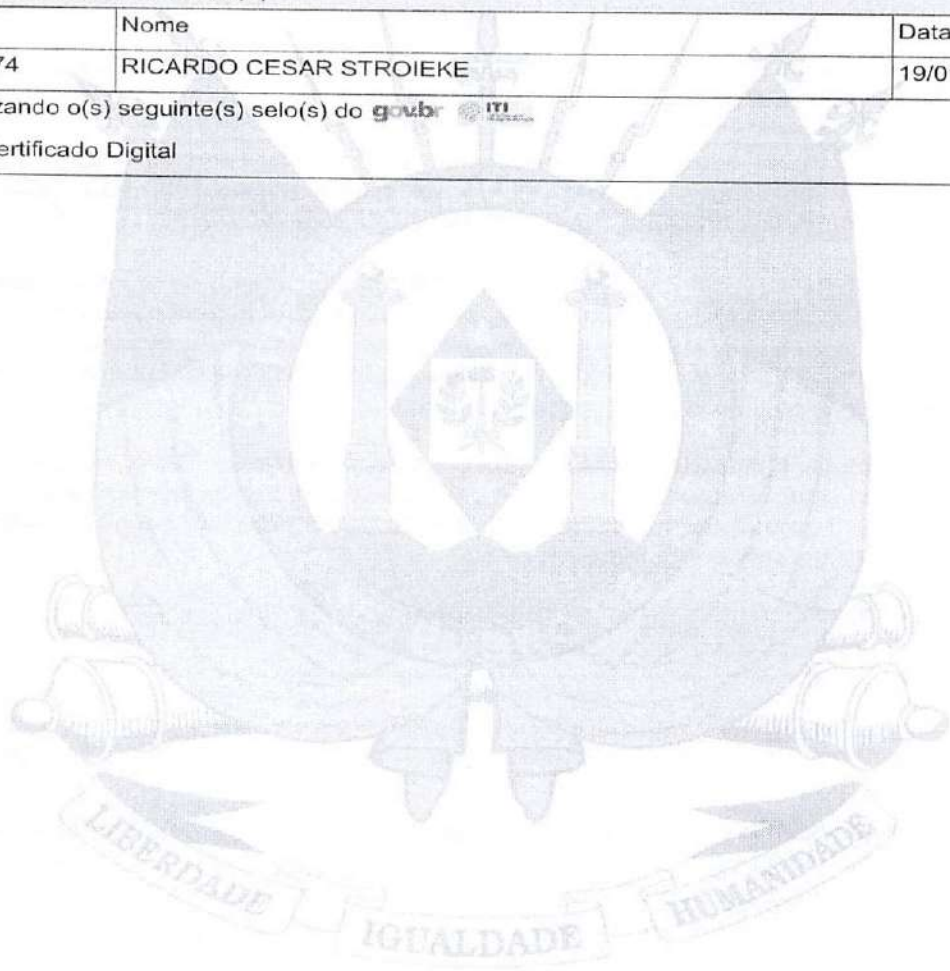 Nome Data
74 RICARDO CESAR STROIEKE 19/0
zando o(s) seguinte(s) selo(s) do gov.br ITI
ertificado Digital
LIBERDADE
IGUALDADE
HUMANIDADE